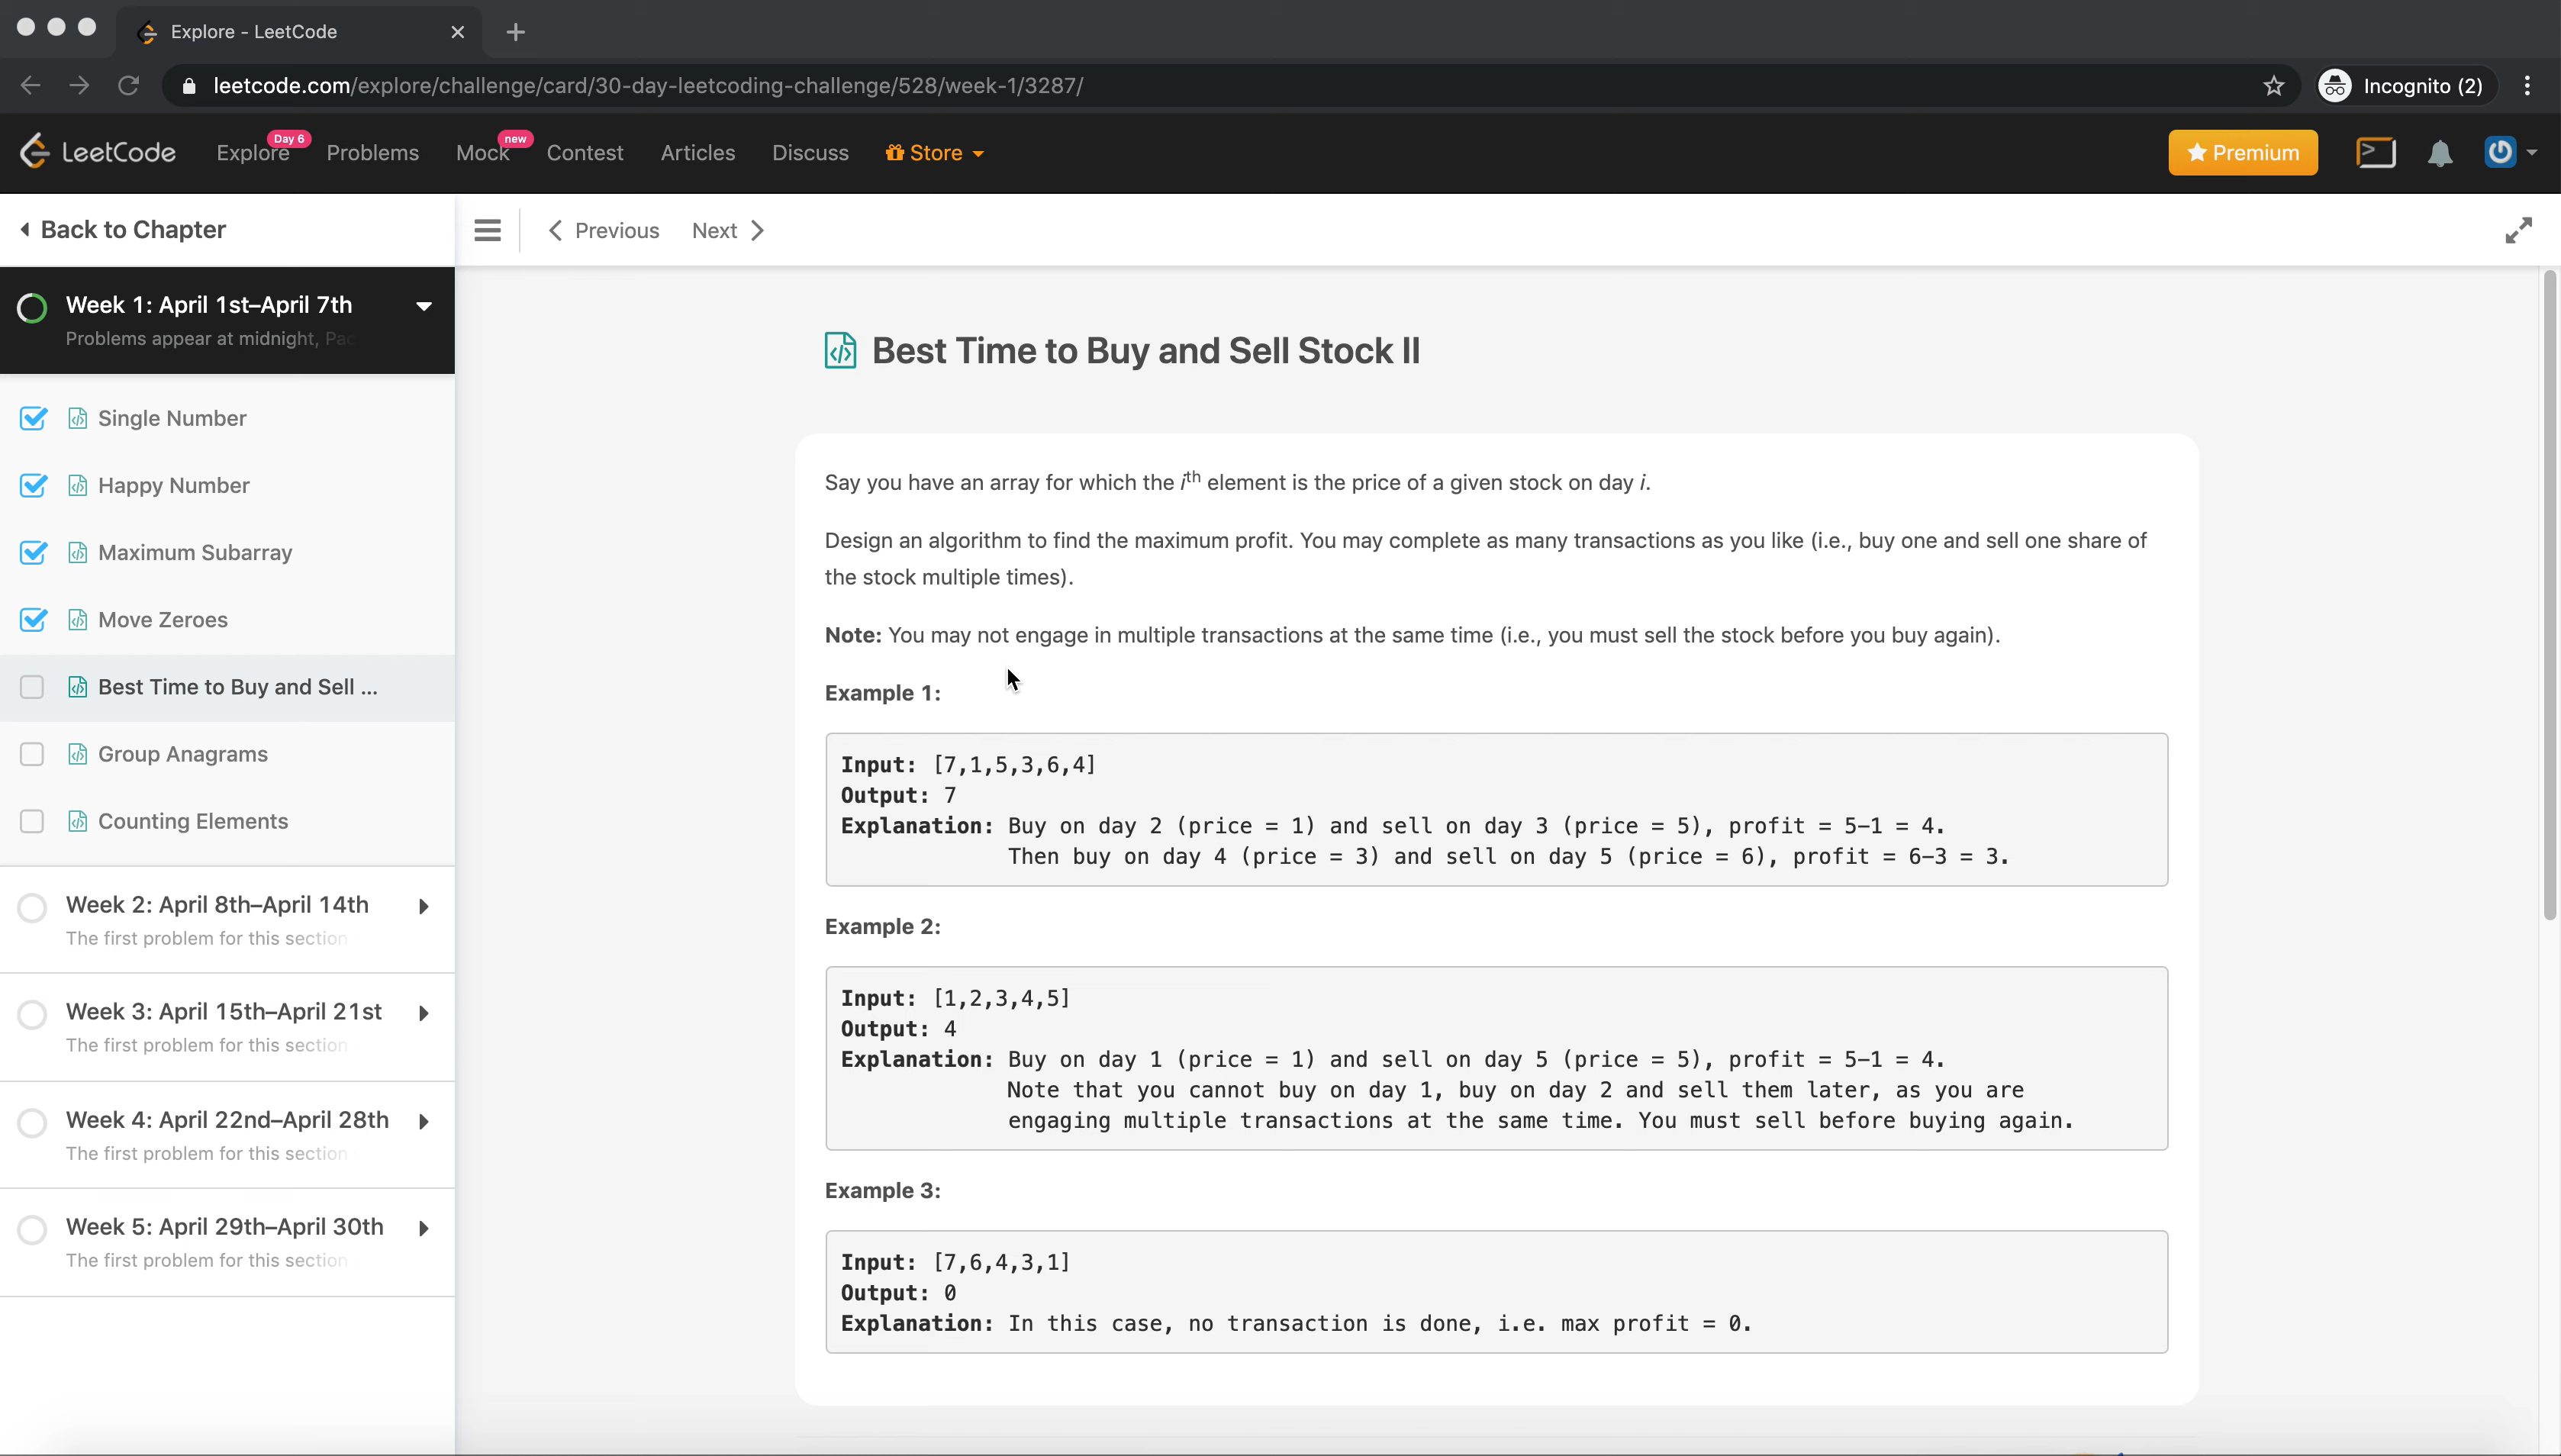 Explore - LeetCode
leetcode.com/explore/challenge/card/30-day-leetcoding-challenge/528/week-1/3287/
Incognito (2)
LeetCode
Explore
Day 6
Problems
Mock
new
Contest
Articles
Discuss
Store
Premium
Back to Chapter
Previous
Next
Week 1: April 1st–April 7th
Problems appear at midnight, Pac
Single Number
Happy Number
Maximum Subarray
Move Zeroes
Best Time to Buy and Sell ...
Group Anagrams
Counting Elements
Week 2: April 8th–April 14th
The first problem for this section
Week 3: April 15th–April 21st
The first problem for this section
Week 4: April 22nd–April 28th
The first problem for this section
Week 5: April 29th–April 30th
The first problem for this section
Best Time to Buy and Sell Stock II
Say you have an array for which the ith element is the price of a given stock on day i.
Design an algorithm to find the maximum profit. You may complete as many transactions as you like (i.e., buy one and sell one share of
the stock multiple times).
Note: You may not engage in multiple transactions at the same time (i.e., you must sell the stock before you buy again).
Example 1:
Input: [7,1,5,3,6,4]
Output: 7
Explanation: Buy on day 2 (price = 1) and sell on day 3 (price = 5), profit = 5-1 = 4.
Then buy on day 4 (price = 3) and sell on day 5 (price = 6), profit = 6-3 = 3.
Example 2:
Input: [1,2,3,4,5]
Output: 4
Explanation: Buy on day 1 (price = 1) and sell on day 5 (price = 5), profit = 5-1 = 4.
Note that you cannot buy on day 1, buy on day 2 and sell them later, as you are
engaging multiple transactions at the same time. You must sell before buying again.
Example 3:
Input: [7,6,4,3,1]
Output: 0
Explanation: In this case, no transaction is done, i.e. max profit = 0.